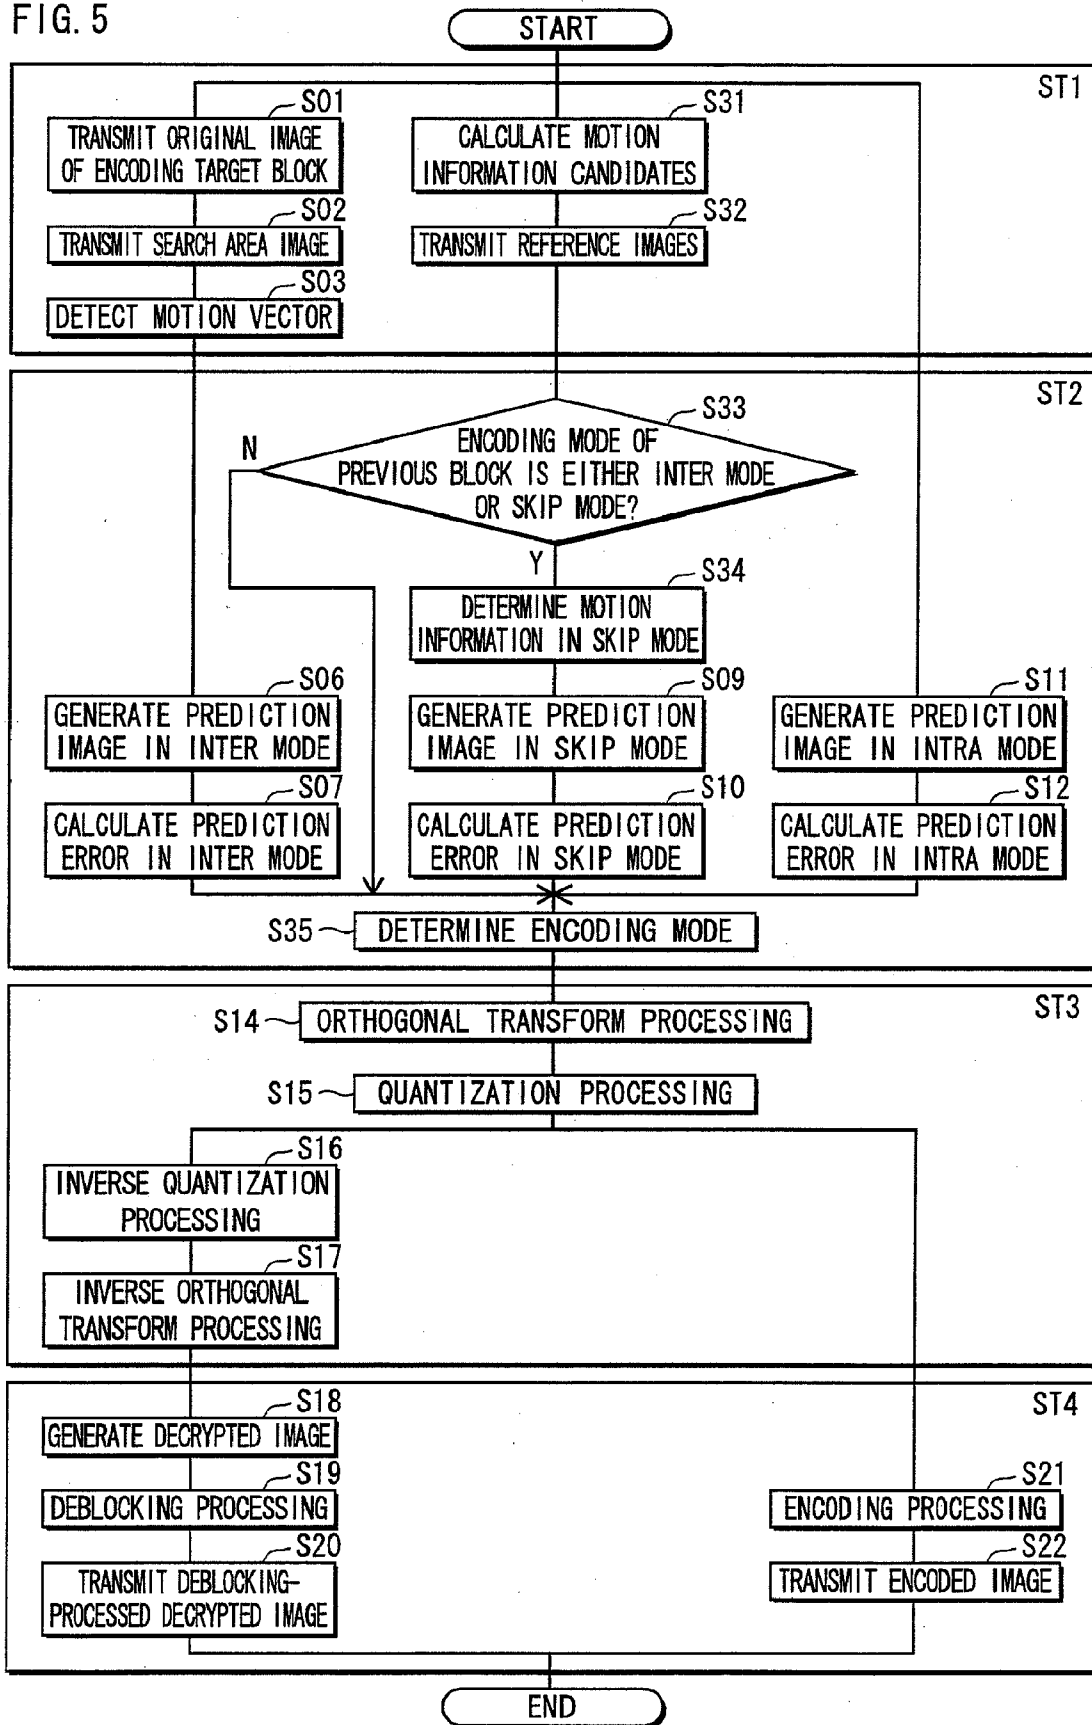 FIG. 5
START
ST1
S01
TRANSMIT ORIGINAL IMAGE
OF ENCODING TARGET BLOCK
S02
TRANSMIT SEARCH AREA IMAGE
S03
DETECT MOTION VECTOR
S31
CALCULATE MOTION
INFORMATION CANDIDATES
S32
TRANSMIT REFERENCE IMAGES
ST2
S33
ENCODING MODE OF
PREVIOUS BLOCK IS EITHER INTER MODE
OR SKIP MODE?
N
Y
S34
DETERMINE MOTION
INFORMATION IN SKIP MODE
S06
GENERATE PREDICTION
IMAGE IN INTER MODE
S07
CALCULATE PREDICTION
ERROR IN INTER MODE
S09
GENERATE PREDICTION
IMAGE IN SKIP MODE
S10
CALCULATE PREDICTION
ERROR IN SKIP MODE
S11
GENERATE PREDICTION
IMAGE IN INTRA MODE
S12
CALCULATE PREDICTION
ERROR IN INTRA MODE
S35
DETERMINE ENCODING MODE
ST3
S14
ORTHOGONAL TRANSFORM PROCESSING
S15
QUANTIZATION PROCESSING
S16
INVERSE QUANTIZATION
PROCESSING
S17
INVERSE ORTHOGONAL
TRANSFORM PROCESSING
ST4
S18
GENERATE DECRYPTED IMAGE
S19
DEBLOCKING PROCESSING
S20
TRANSMIT DEBLOCKING-
PROCESSED DECRYPTED IMAGE
S21
ENCODING PROCESSING
S22
TRANSMIT ENCODED IMAGE
END